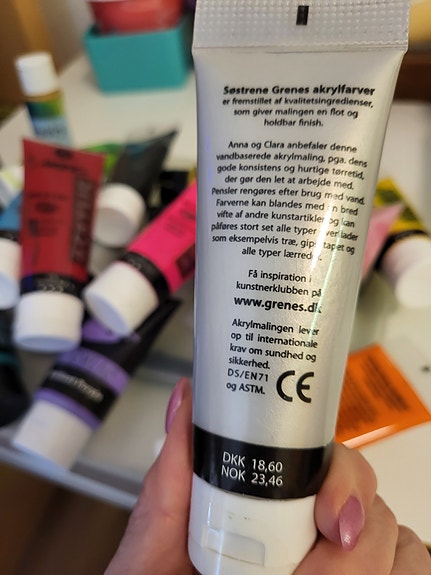 Søstrene Grenes akrylfarver
er fremstillet af kvalitetsingredienser,
som giver malingen en flot og
holdbar finish.
Anna og Clara anbefaler denne
vandbaserede akrylmaling, pga. dens
gode konsistens og hurtige tørretid,
der gør den let at arbejde med.
Pensler rengøres efter brug med vand.
Farverne kan blandes med en bred
vifte af andre kunstartikler og kan
påføres stort set alle typer overflader
som eksempelvis træ, gips, tapet og
alle typer lærreder.
Få inspiration i
kunstnerklubben på
www.grenes.dk
Akrylmalingen lever
op til internationale
krav om sundhed og
sikkerhed.
DS/EN71
og ASTM.
CE
DKK 18,60
NOK 23,46